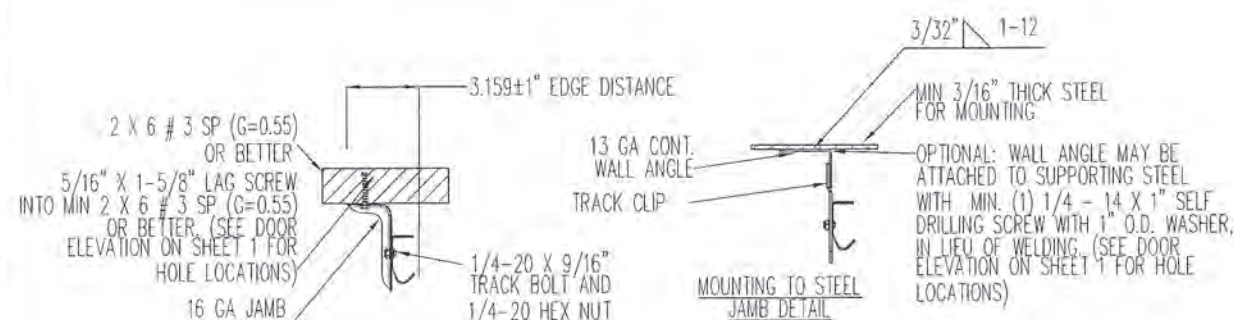 3/32" 1-12
3.159±1" EDGE DISTANCE
2 X 6 # 3 SP (G=0.55)
OR BETTER
5/16" X 1-5/8" LAG SCREW
INTO MIN 2 X 6 # 3 SP (G=0.55)
OR BETTER. (SEE DOOR
ELEVATION ON SHEET 1 FOR
HOLE LOCATIONS)
16 GA JAMB
1/4-20 X 9/16"
TRACK BOLT AND
1/4-20 HEX NUT
13 GA CONT.
WALL ANGLE
TRACK CLIP
MIN 3/16" THICK STEEL
FOR MOUNTING
OPTIONAL: WALL ANGLE MAY BE
ATTACHED TO SUPPORTING STEEL
WITH MIN. (1) 1/4 - 14 X 1" SELF
DRILLING SCREW WITH 1" O.D. WASHER,
IN LIEU OF WELDING. (SEE DOOR
ELEVATION ON SHEET 1 FOR HOLE
LOCATIONS)
MOUNTING TO STEEL
JAMB DETAIL